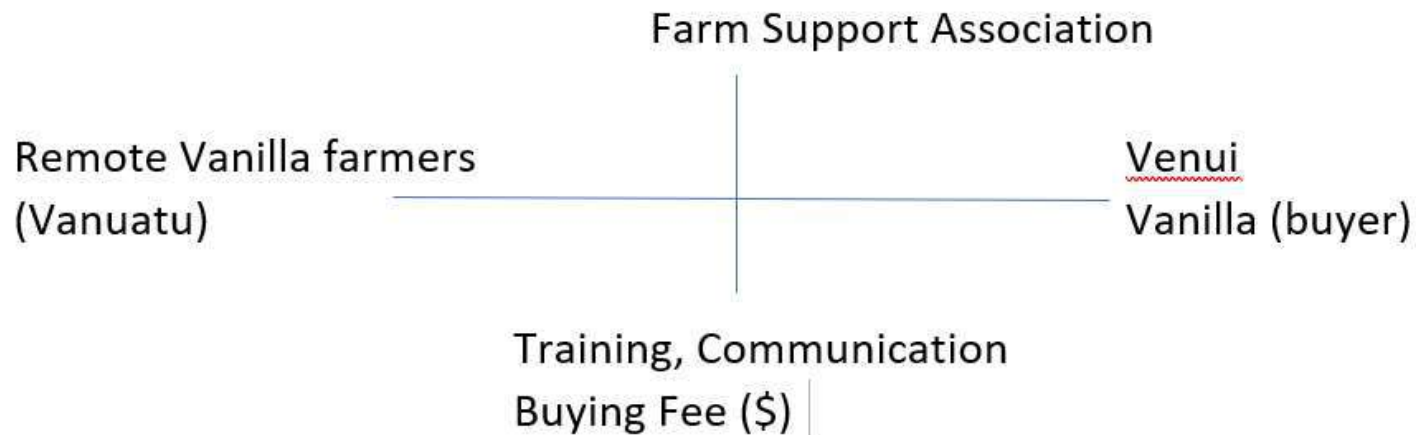 Farm Support Association
Remote Vanilla farmers
(Vanuatu)
Venui
Vanilla (buyer)
Training, Communication
Buying Fee ($)